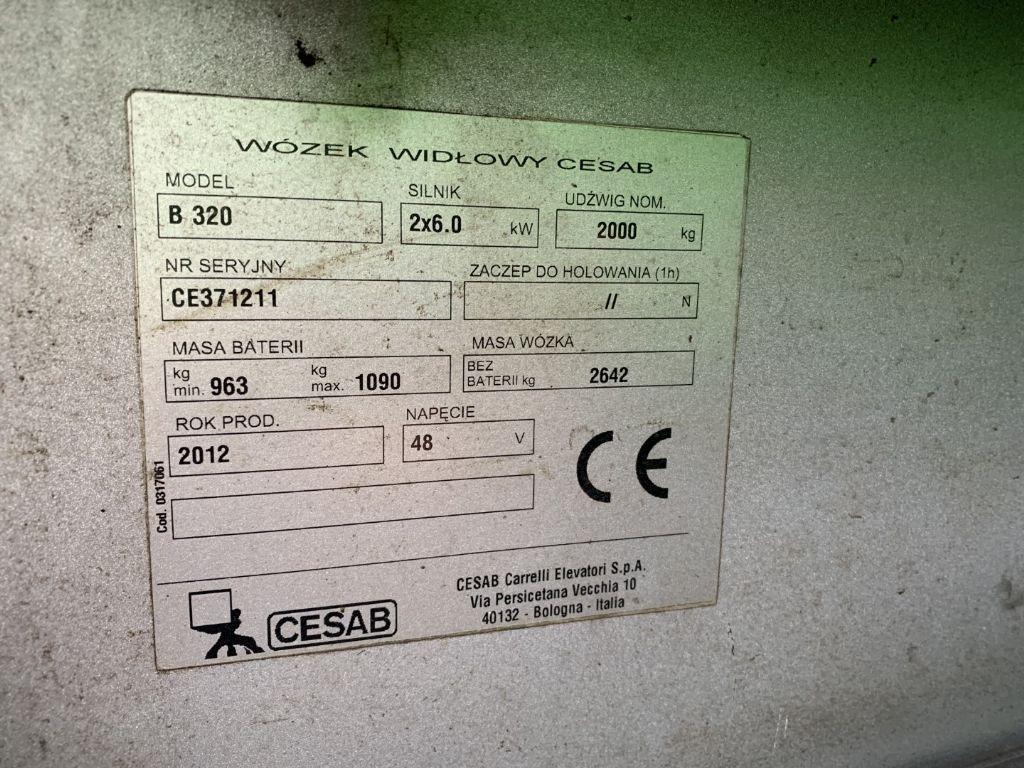 WÓZEK WIDŁOWY CESAB
MODEL
B 320
SILNIK
2x6.0 kW
UDŹWIG NOM.
2000 kg
NR SERYJNY
CE371211
ZACZEP DO HOLOWANIA (1h)
// N
MASA BATERII
kg min. 963 kg max. 1090
MASA WÓZKA
BEZ BATERII kg 2642
ROK PROD.
2012
NAPĘCIE
48 V
CE
Cod. 0317061
CESAB
CESAB Carrelli Elevatori S.p.A.
Via Persicetana Vecchia 10
40132 - Bologna - Italia